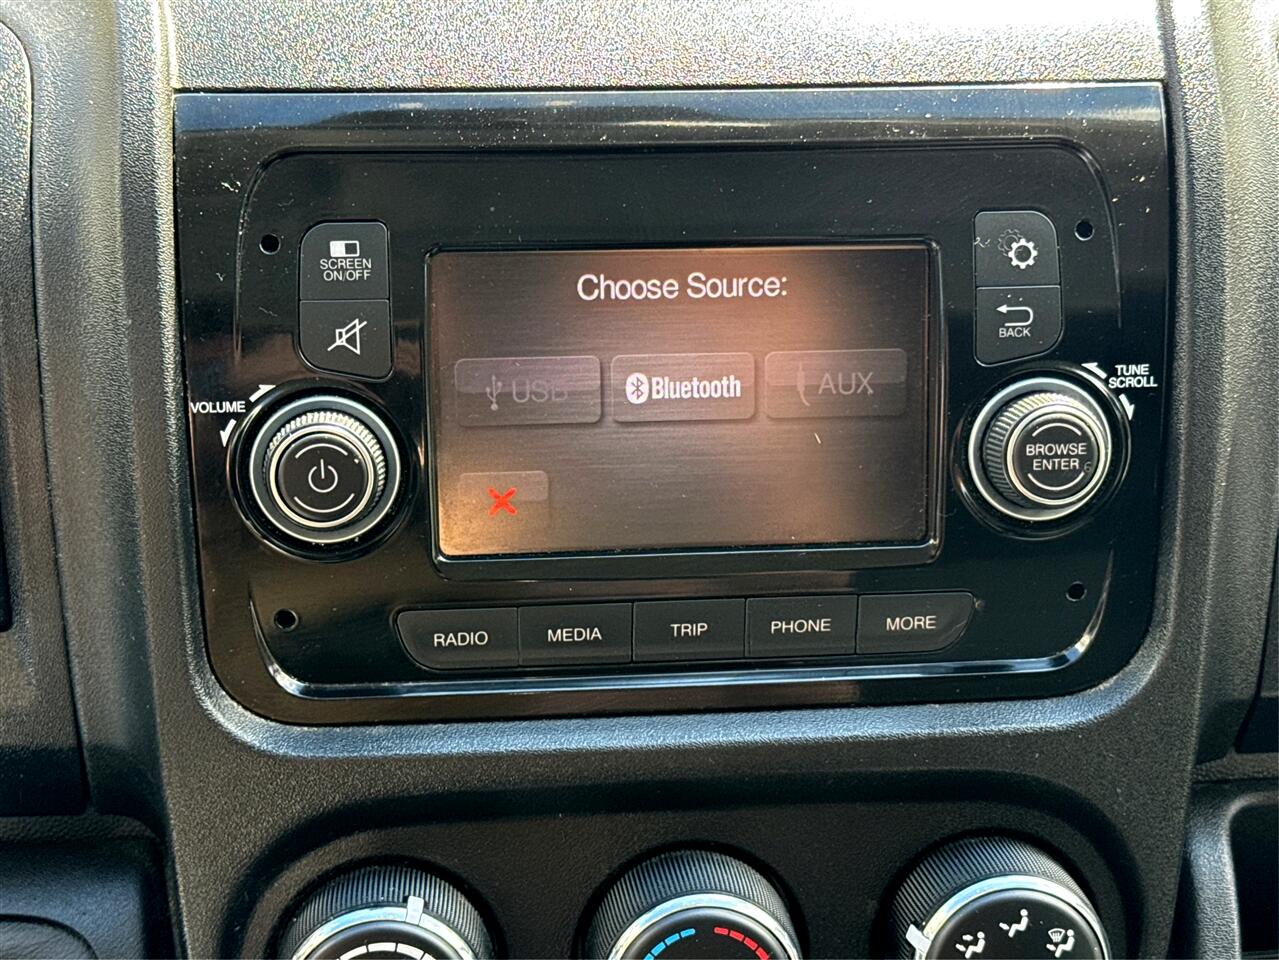 SCREEN
ON/OFF
Choose Source:
USB
Bluetooth
AUX
BACK
VOLUME
TUNE
SCROLL
BROWSE
ENTER
RADIO
MEDIA
TRIP
PHONE
MORE